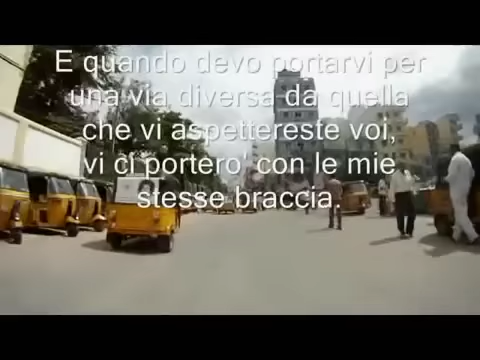 E quando devo portarvi per
una via diversa da quella
che vi aspettereste voi,
vi ci portero' con le mie
stesse braccia.